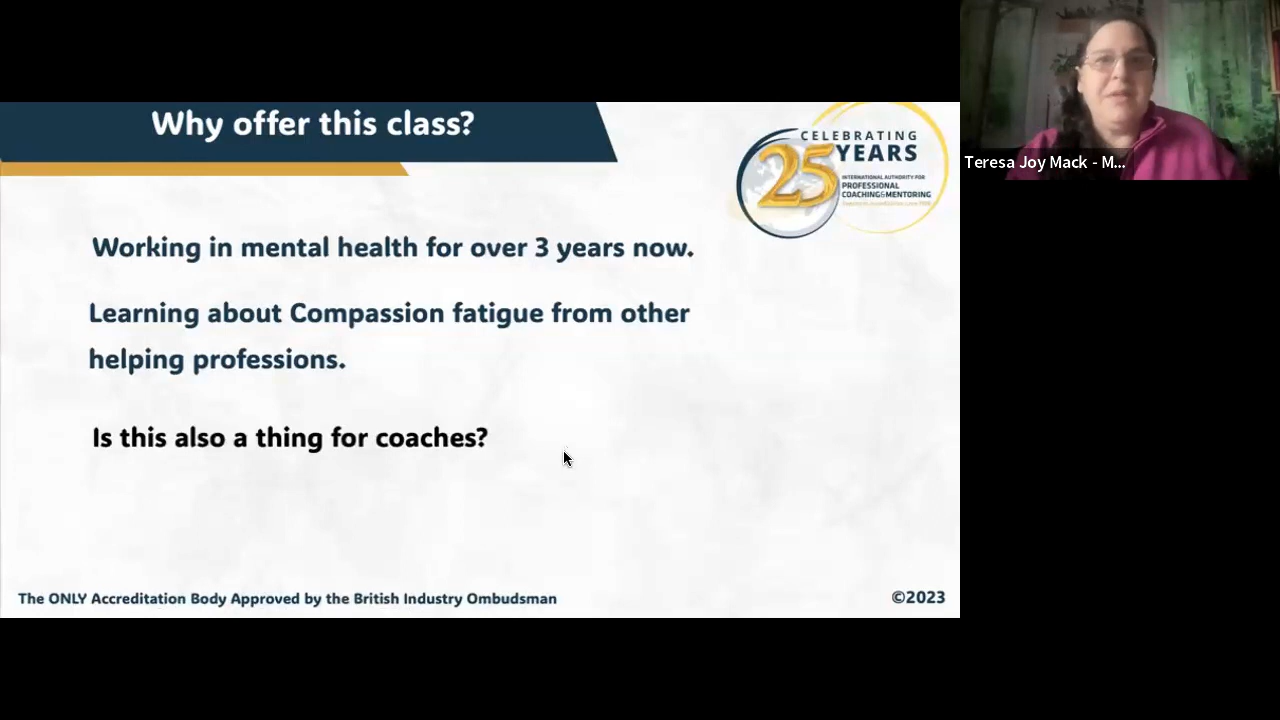 Why offer this class?
CELEBRATING
25 YEARS
INTERNATIONAL AUTHORITY FOR
PROFESSIONAL
COACHING&MENTORING
Teresa Joy Mack - M...
Working in mental health for over 3 years now.
Learning about Compassion fatigue from other
helping professions.
Is this also a thing for coaches?
The ONLY Accreditation Body Approved by the British Industry Ombudsman
©2023